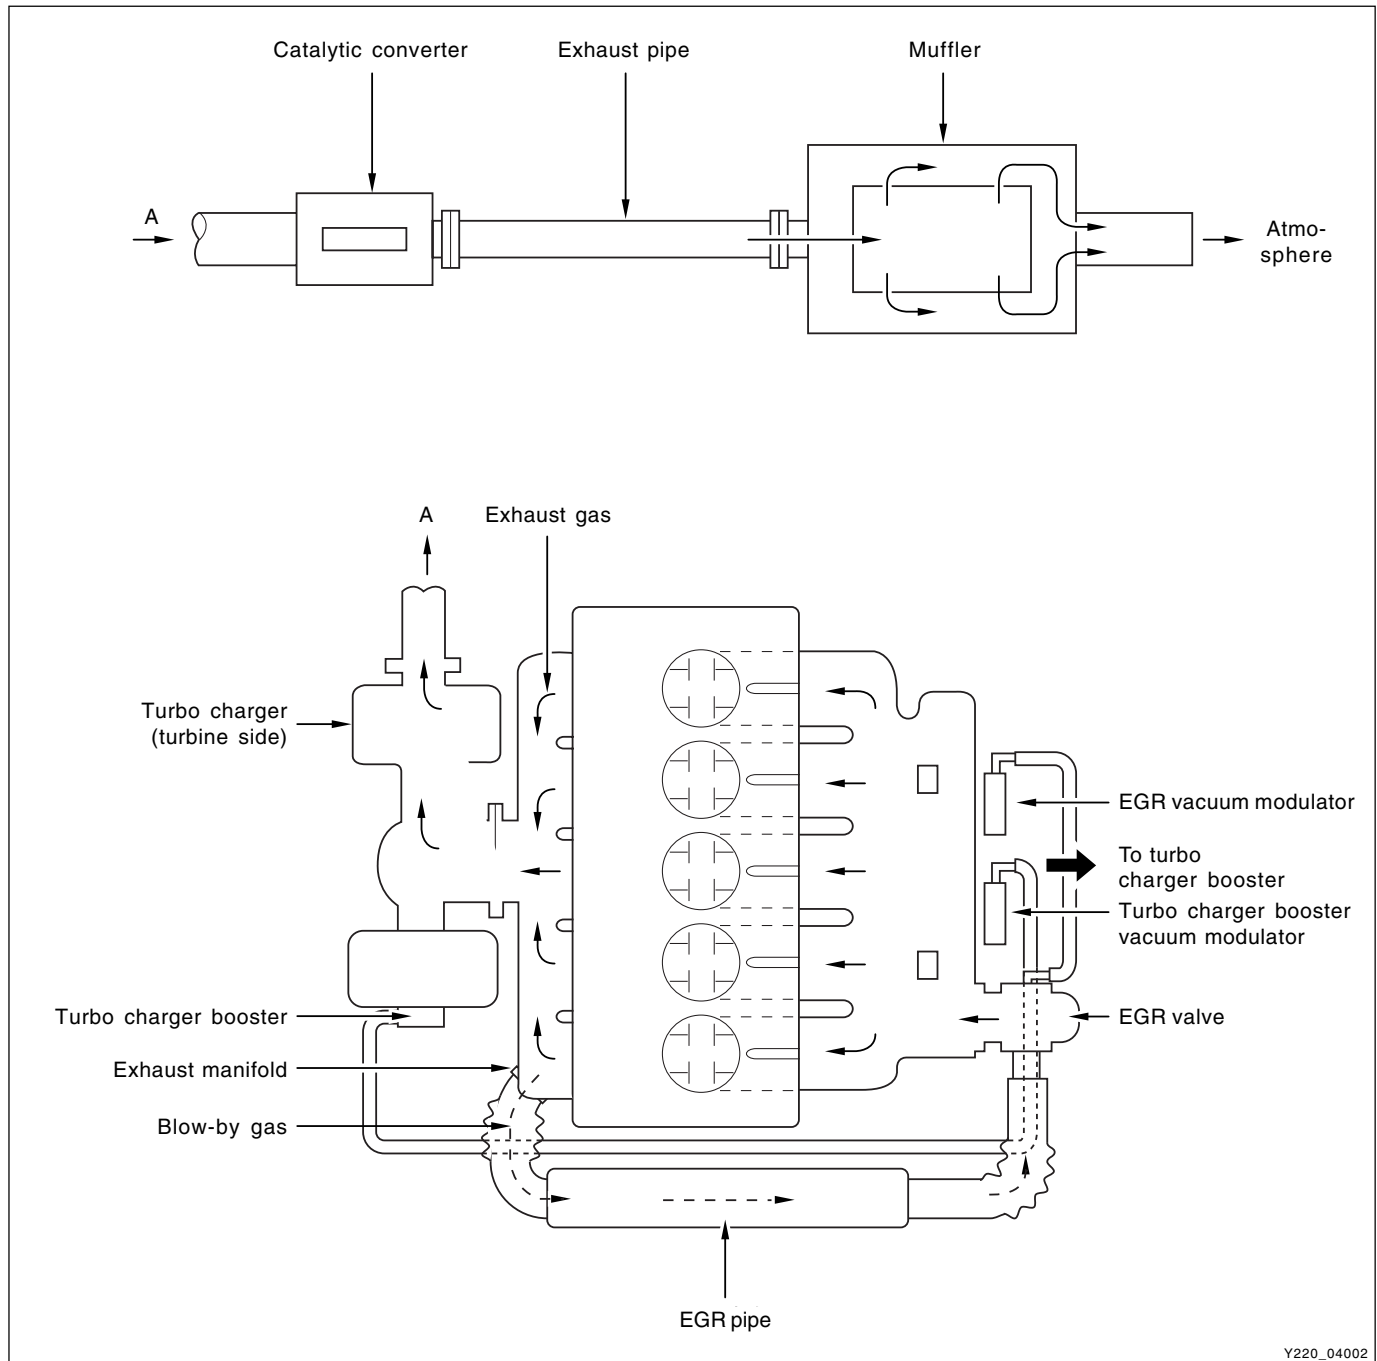 Catalytic converter
Exhaust pipe
Muffler
A
Atmo-
sphere
A
Exhaust gas
Turbo charger
(turbine side)
EGR vacuum modulator
To turbo
charger booster
Turbo charger booster
vacuum modulator
Turbo charger booster
EGR valve
Exhaust manifold
Blow-by gas
EGR pipe
Y220_04002